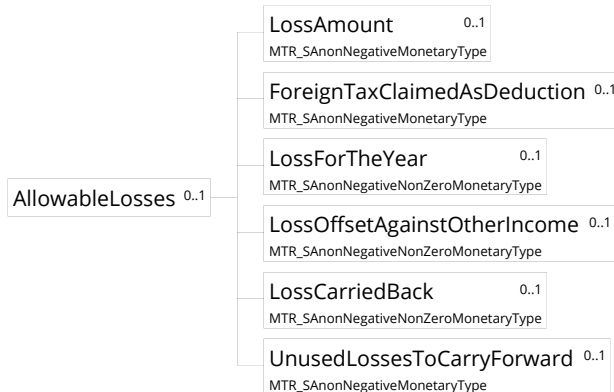 LossAmount 0..1
MTR_SAnonNegativeMonetaryType
ForeignTaxClaimedAsDeduction 0..1
MTR_SAnonNegativeMonetaryType
LossForTheYear 0..1
MTR_SAnonNegativeNonZeroMonetaryType
AllowableLosses 0..1
LossOffsetAgainstOtherIncome 0..1
MTR_SAnonNegativeNonZeroMonetaryType
LossCarriedBack 0..1
MTR_SAnonNegativeNonZeroMonetaryType
UnusedLossesToCarryForward 0..1
MTR_SAnonNegativeMonetaryType